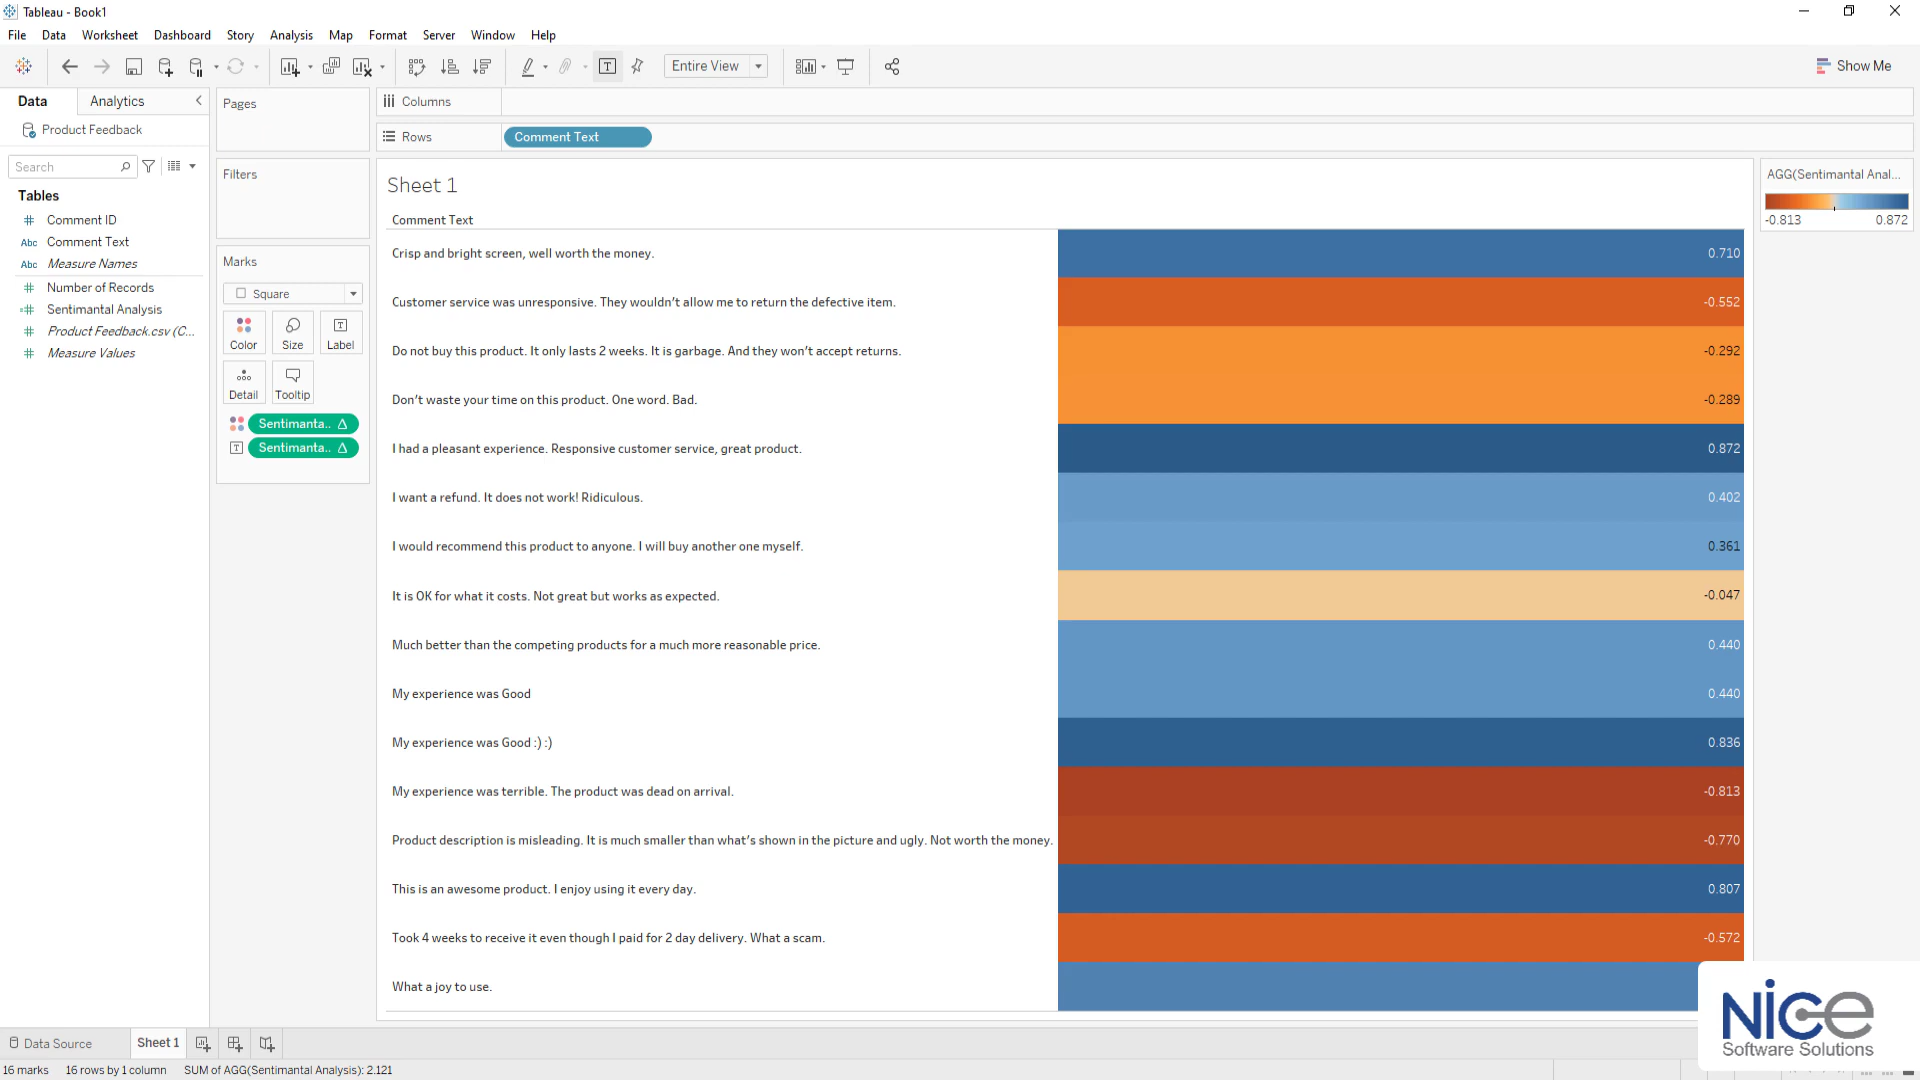 Tableau - Book1
File Data Worksheet Dashboard Story Analysis Map Format Server Window Help
Entire View
Show Me
Data Analytics
Product Feedback
Search
Tables
Comment ID
Abc Comment Text
Abc Measure Names
Number of Records
Sentimantal Analysis
Product Feedback.csv (C...
Measure Values
Pages
Filters
Marks
Square
Color Size Label
Detail Tooltip
Sentimanta.. Δ
Sentimanta.. Δ
Columns
Rows Comment Text
Sheet 1
Comment Text
Crisp and bright screen, well worth the money. 0.710
Customer service was unresponsive. They wouldn't allow me to return the defective item. -0.552
Do not buy this product. It only lasts 2 weeks. It is garbage. And they won't accept returns. -0.292
Don't waste your time on this product. One word. Bad. -0.289
I had a pleasant experience. Responsive customer service, great product. 0.872
I want a refund. It does not work! Ridiculous. 0.402
I would recommend this product to anyone. I will buy another one myself. 0.361
It is OK for what it costs. Not great but works as expected. -0.047
Much better than the competing products for a much more reasonable price. 0.440
My experience was Good 0.440
My experience was Good :) :) 0.836
My experience was terrible. The product was dead on arrival. -0.813
Product description is misleading. It is much smaller than what's shown in the picture and ugly. Not worth the money. -0.770
This is an awesome product. I enjoy using it every day. 0.807
Took 4 weeks to receive it even though I paid for 2 day delivery. What a scam. -0.572
What a joy to use.
AGG(Sentimantal Anal...
-0.813 0.872
Nice
Software Solutions
Data Source Sheet 1
16 marks 16 rows by 1 column SUM of AGG(Sentimantal Analysis): 2.121